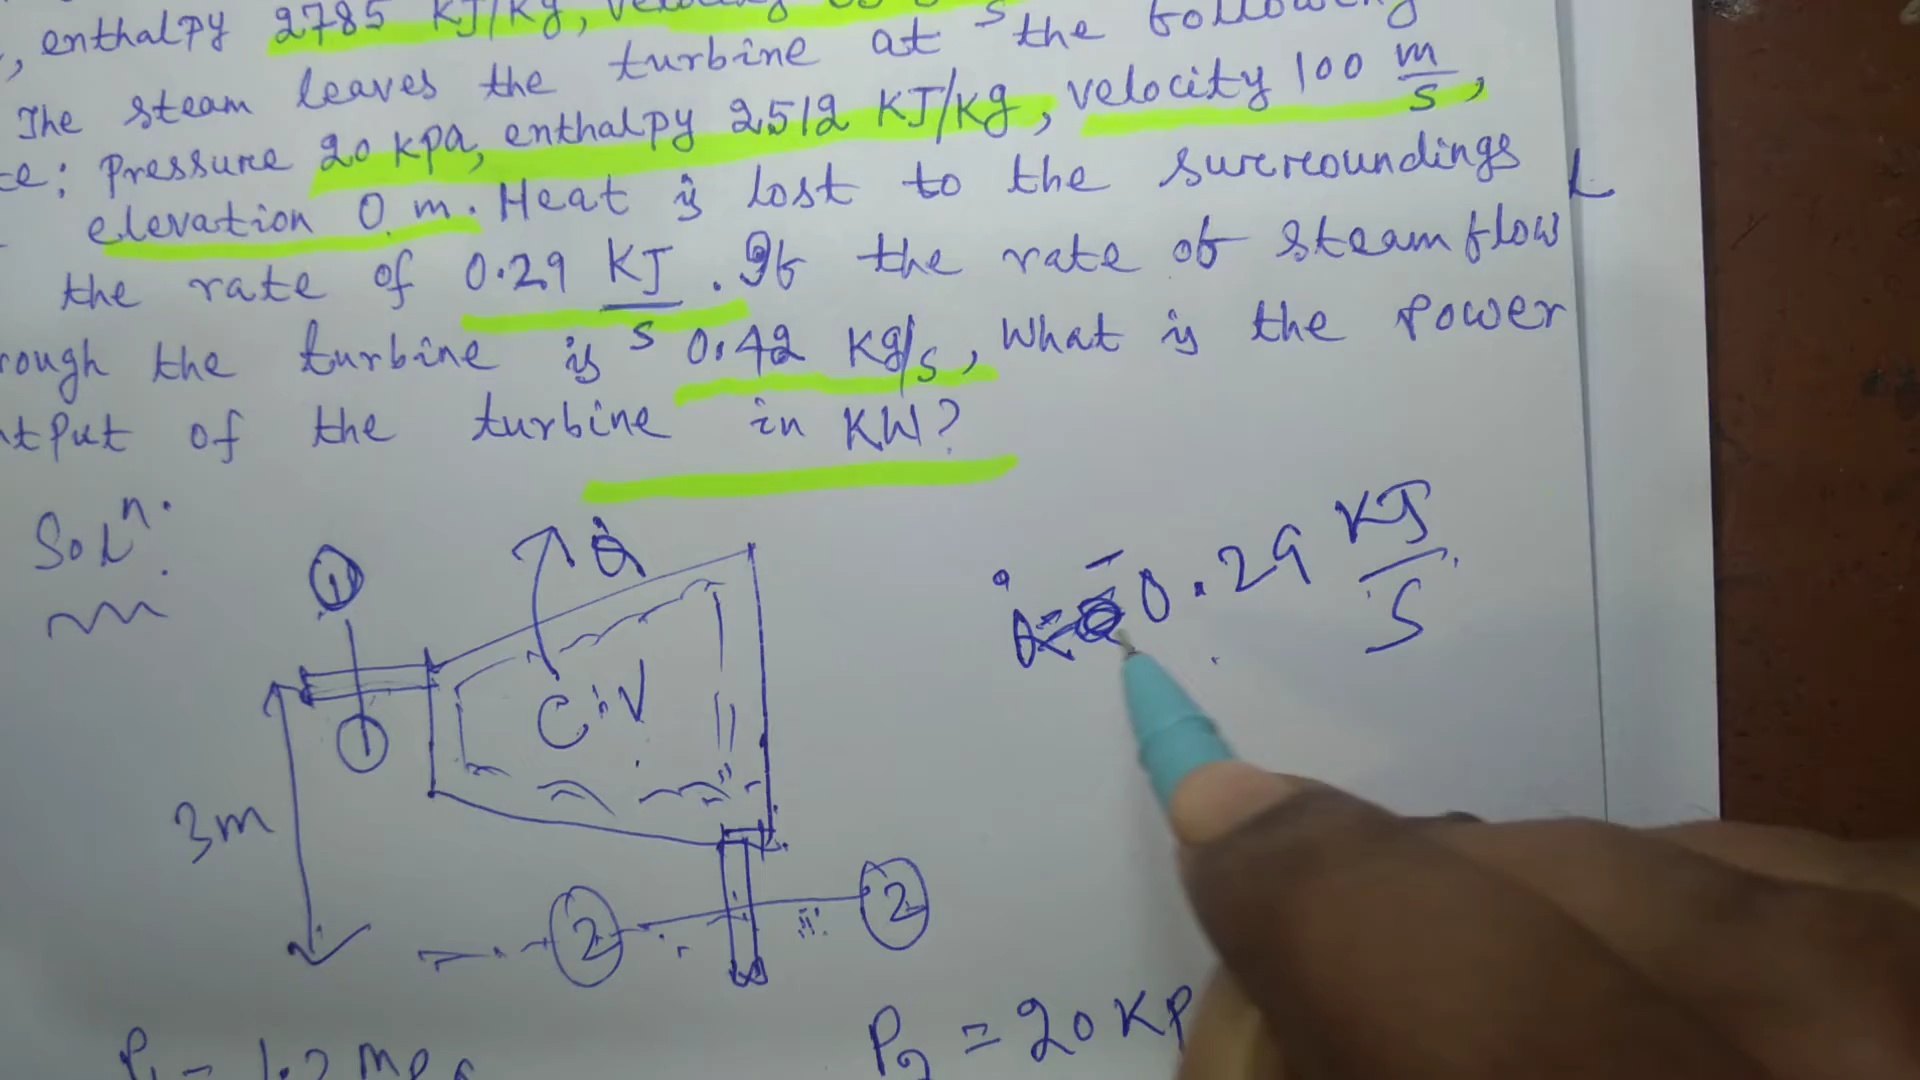 , enthalpy 2785 KJ/Kg,
The steam leaves the turbine at the following
Pressure 20 kpa, enthalpy 2512 KJ/Kg, velocity 100 m/s,
elevation 0 m. Heat is lost to the surroundings
the rate of 0.29 KJ/s. If the rate of steam flow
rough the turbine is 0.42 Kg/s, What is the Power
tput of the turbine in KW?
Soln:
1
Q̇
Q̇ = -0.29 KJ/S
C.V
3m
2
2
P2 = 20 KP